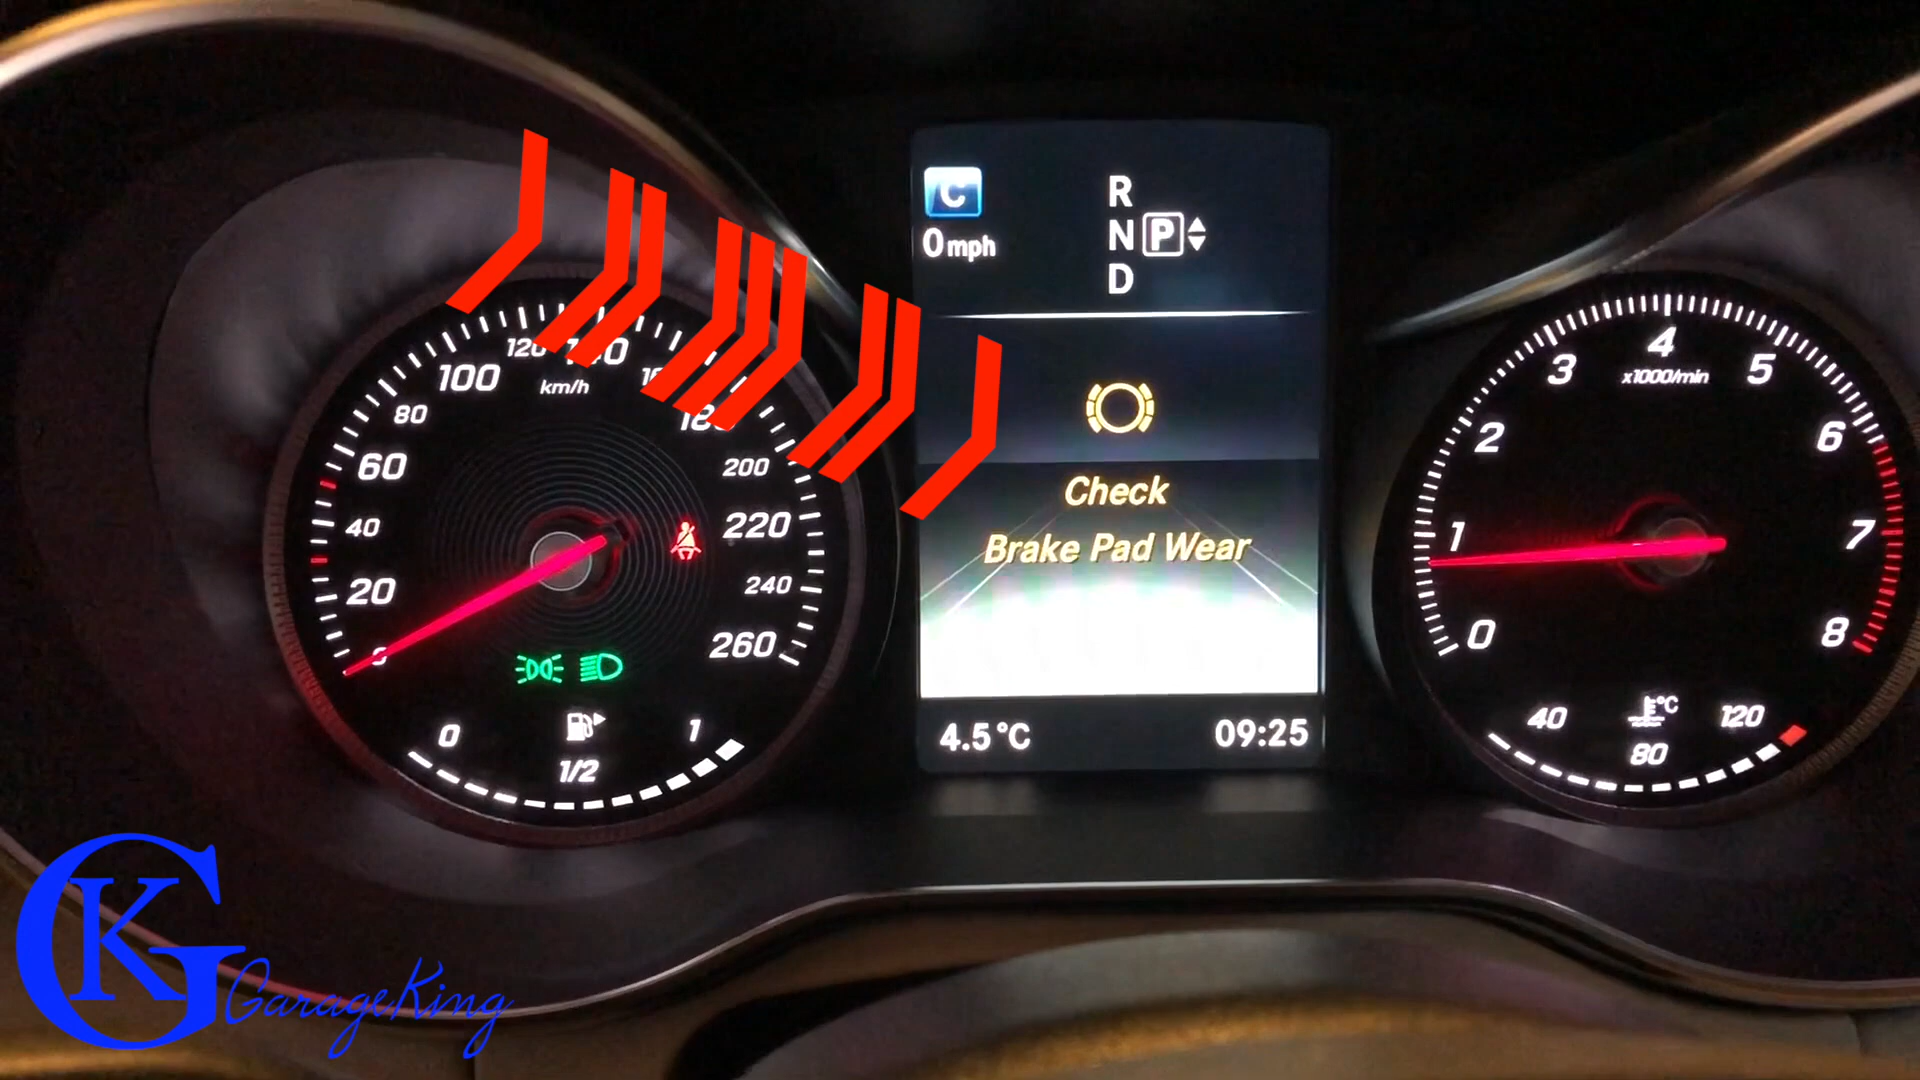 C
0 mph
R
N P
D
Check
Brake Pad Wear
4.5°C 09:25
0
20
40
60
80
100
120
km/h
200
220
240
260
0 1/2 1
0
1
2
3
4
5
6
7
8
x1000/min
°C
40 80 120
GK
GarageKing